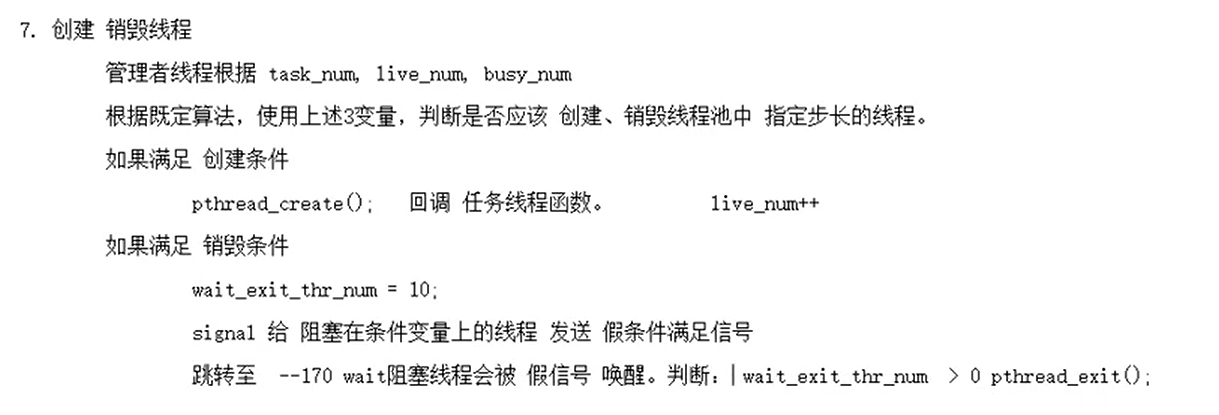 7. 创建 销毁线程
管理者线程根据 task_num, live_num, busy_num
根据既定算法，使用上述3变量，判断是否应该 创建、销毁线程池中 指定步长的线程。
如果满足 创建条件
pthread_create(); 回调 任务线程函数。 live_num++
如果满足 销毁条件
wait_exit_thr_num = 10;
signal 给 阻塞在条件变量上的线程 发送 假条件满足信号
跳转至 --170 wait阻塞线程会被 假信号 唤醒。判断：wait_exit_thr_num > 0 pthread_exit();